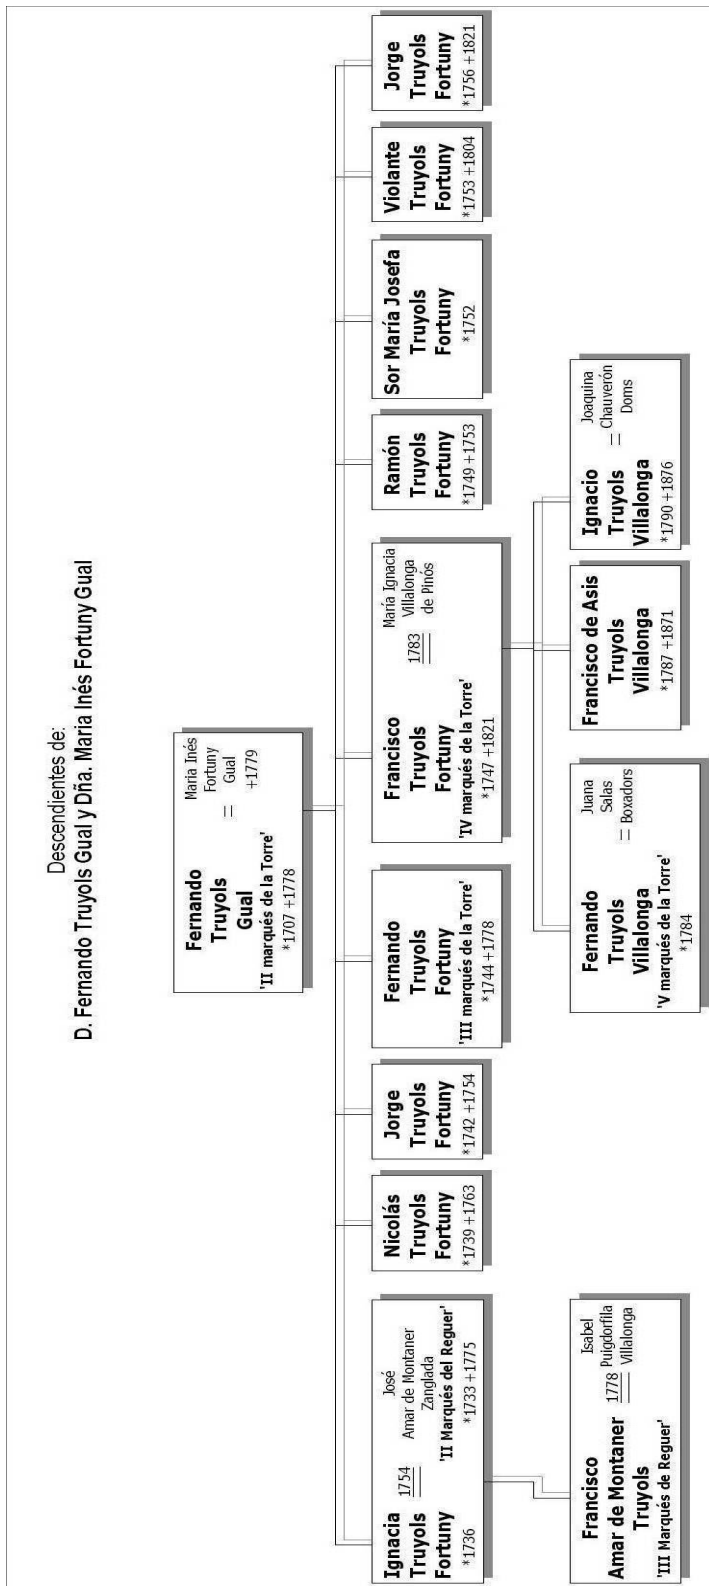 Descendientes de:
D. Fernando Truyols Gual y Dña. Maria Inés Fortuny Gual
Fernando
Truyols
Gual
'II marqués de la Torre'
*1707 +1778
=
Maria Inés
Fortuny
Gual
+1779
Ignacia
Truyols
Fortuny
*1736
1754
José
Amar de Montaner
Zanglada
'II Marqués del Reguer'
*1733 +1775
Nicolás
Truyols
Fortuny
*1739 +1763
Jorge
Truyols
Fortuny
*1742 +1754
Fernando
Truyols
Fortuny
'III marqués de la Torre'
*1744 +1778
Francisco
Truyols
Fortuny
'IV marqués de la Torre'
*1747 +1821
1783
María Ignacia
Villalonga
de Pinós
Ramón
Truyols
Fortuny
*1749 +1753
Sor María Josefa
Truyols
Fortuny
*1752
Violante
Truyols
Fortuny
*1753 +1804
Jorge
Truyols
Fortuny
*1756 +1821
Francisco
Amar de Montaner
Truyols
'III Marqués de Reguer'
1778
Isabel
Puigdorfila
Villalonga
Fernando
Truyols
Villalonga
'V marqués de la Torre'
*1784
=
Juana
Salas
Boxadors
Francisco de Asis
Truyols
Villalonga
*1787 +1871
Ignacio
Truyols
Villalonga
*1790 +1876
=
Joaquina
Chauverón
Doms